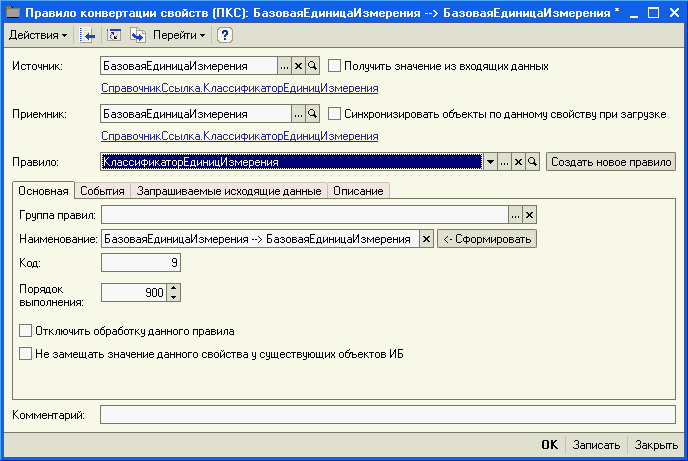 Правило конвертации свойств (ПКС): БазоваяЕдиницаИзмерения --> БазоваяЕдиницаИзмерения *
Действия Перейти ?
Источник: БазоваяЕдиницаИзмерения ... Получить значение из входящих данных
СправочникСсылка.КлассификаторЕдиницИзмерения
Приемник: БазоваяЕдиницаИзмерения ... Синхронизировать объекты по данному свойству при загрузке
СправочникСсылка.КлассификаторЕдиницИзмерения
Правило: КлассификаторЕдиницИзмерения ... Создать новое правило
Основная События Запрашиваемые исходящие данные Описание
Группа правил: ...
Наименование: БазоваяЕдиницаИзмерения --> БазоваяЕдиницаИзмерения <- Сформировать
Код: 9
Порядок
выполнения: 900
Отключить обработку данного правила
Не замещать значение данного свойства у существующих объектов ИБ
Комментарий:
OK Записать Закрыть